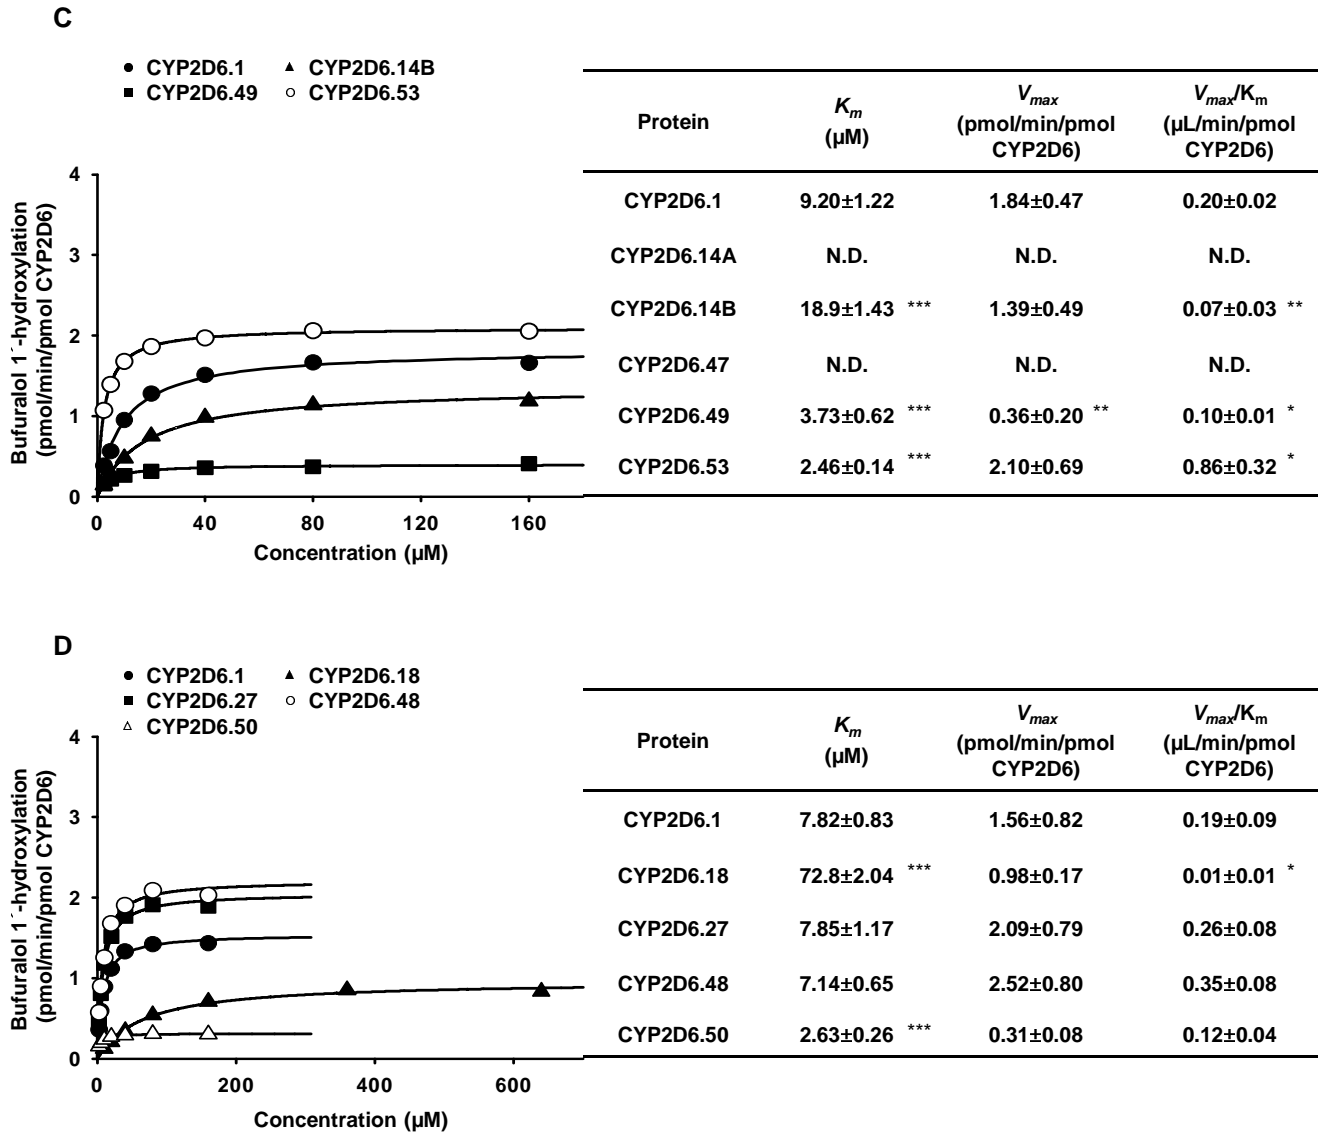 C
CYP2D6.1 CYP2D6.14B
CYP2D6.49 CYP2D6.53
Bufuralol 1´-hydroxylation
(pmol/min/pmol CYP2D6)
4
3
2
1
0
0 40 80 120 160
Concentration (µM)
Protein Km (µM) Vmax (pmol/min/pmol CYP2D6) Vmax/Km (µL/min/pmol CYP2D6)
CYP2D6.1 9.20±1.22 1.84±0.47 0.20±0.02
CYP2D6.14A N.D. N.D. N.D.
CYP2D6.14B 18.9±1.43 *** 1.39±0.49 0.07±0.03 **
CYP2D6.47 N.D. N.D. N.D.
CYP2D6.49 3.73±0.62 *** 0.36±0.20 ** 0.10±0.01 *
CYP2D6.53 2.46±0.14 *** 2.10±0.69 0.86±0.32 *
D
CYP2D6.1 CYP2D6.18
CYP2D6.27 CYP2D6.48
CYP2D6.50
Bufuralol 1´-hydroxylation
(pmol/min/pmol CYP2D6)
4
3
2
1
0
0 200 400 600
Concentration (µM)
Protein Km (µM) Vmax (pmol/min/pmol CYP2D6) Vmax/Km (µL/min/pmol CYP2D6)
CYP2D6.1 7.82±0.83 1.56±0.82 0.19±0.09
CYP2D6.18 72.8±2.04 *** 0.98±0.17 0.01±0.01 *
CYP2D6.27 7.85±1.17 2.09±0.79 0.26±0.08
CYP2D6.48 7.14±0.65 2.52±0.80 0.35±0.08
CYP2D6.50 2.63±0.26 *** 0.31±0.08 0.12±0.04